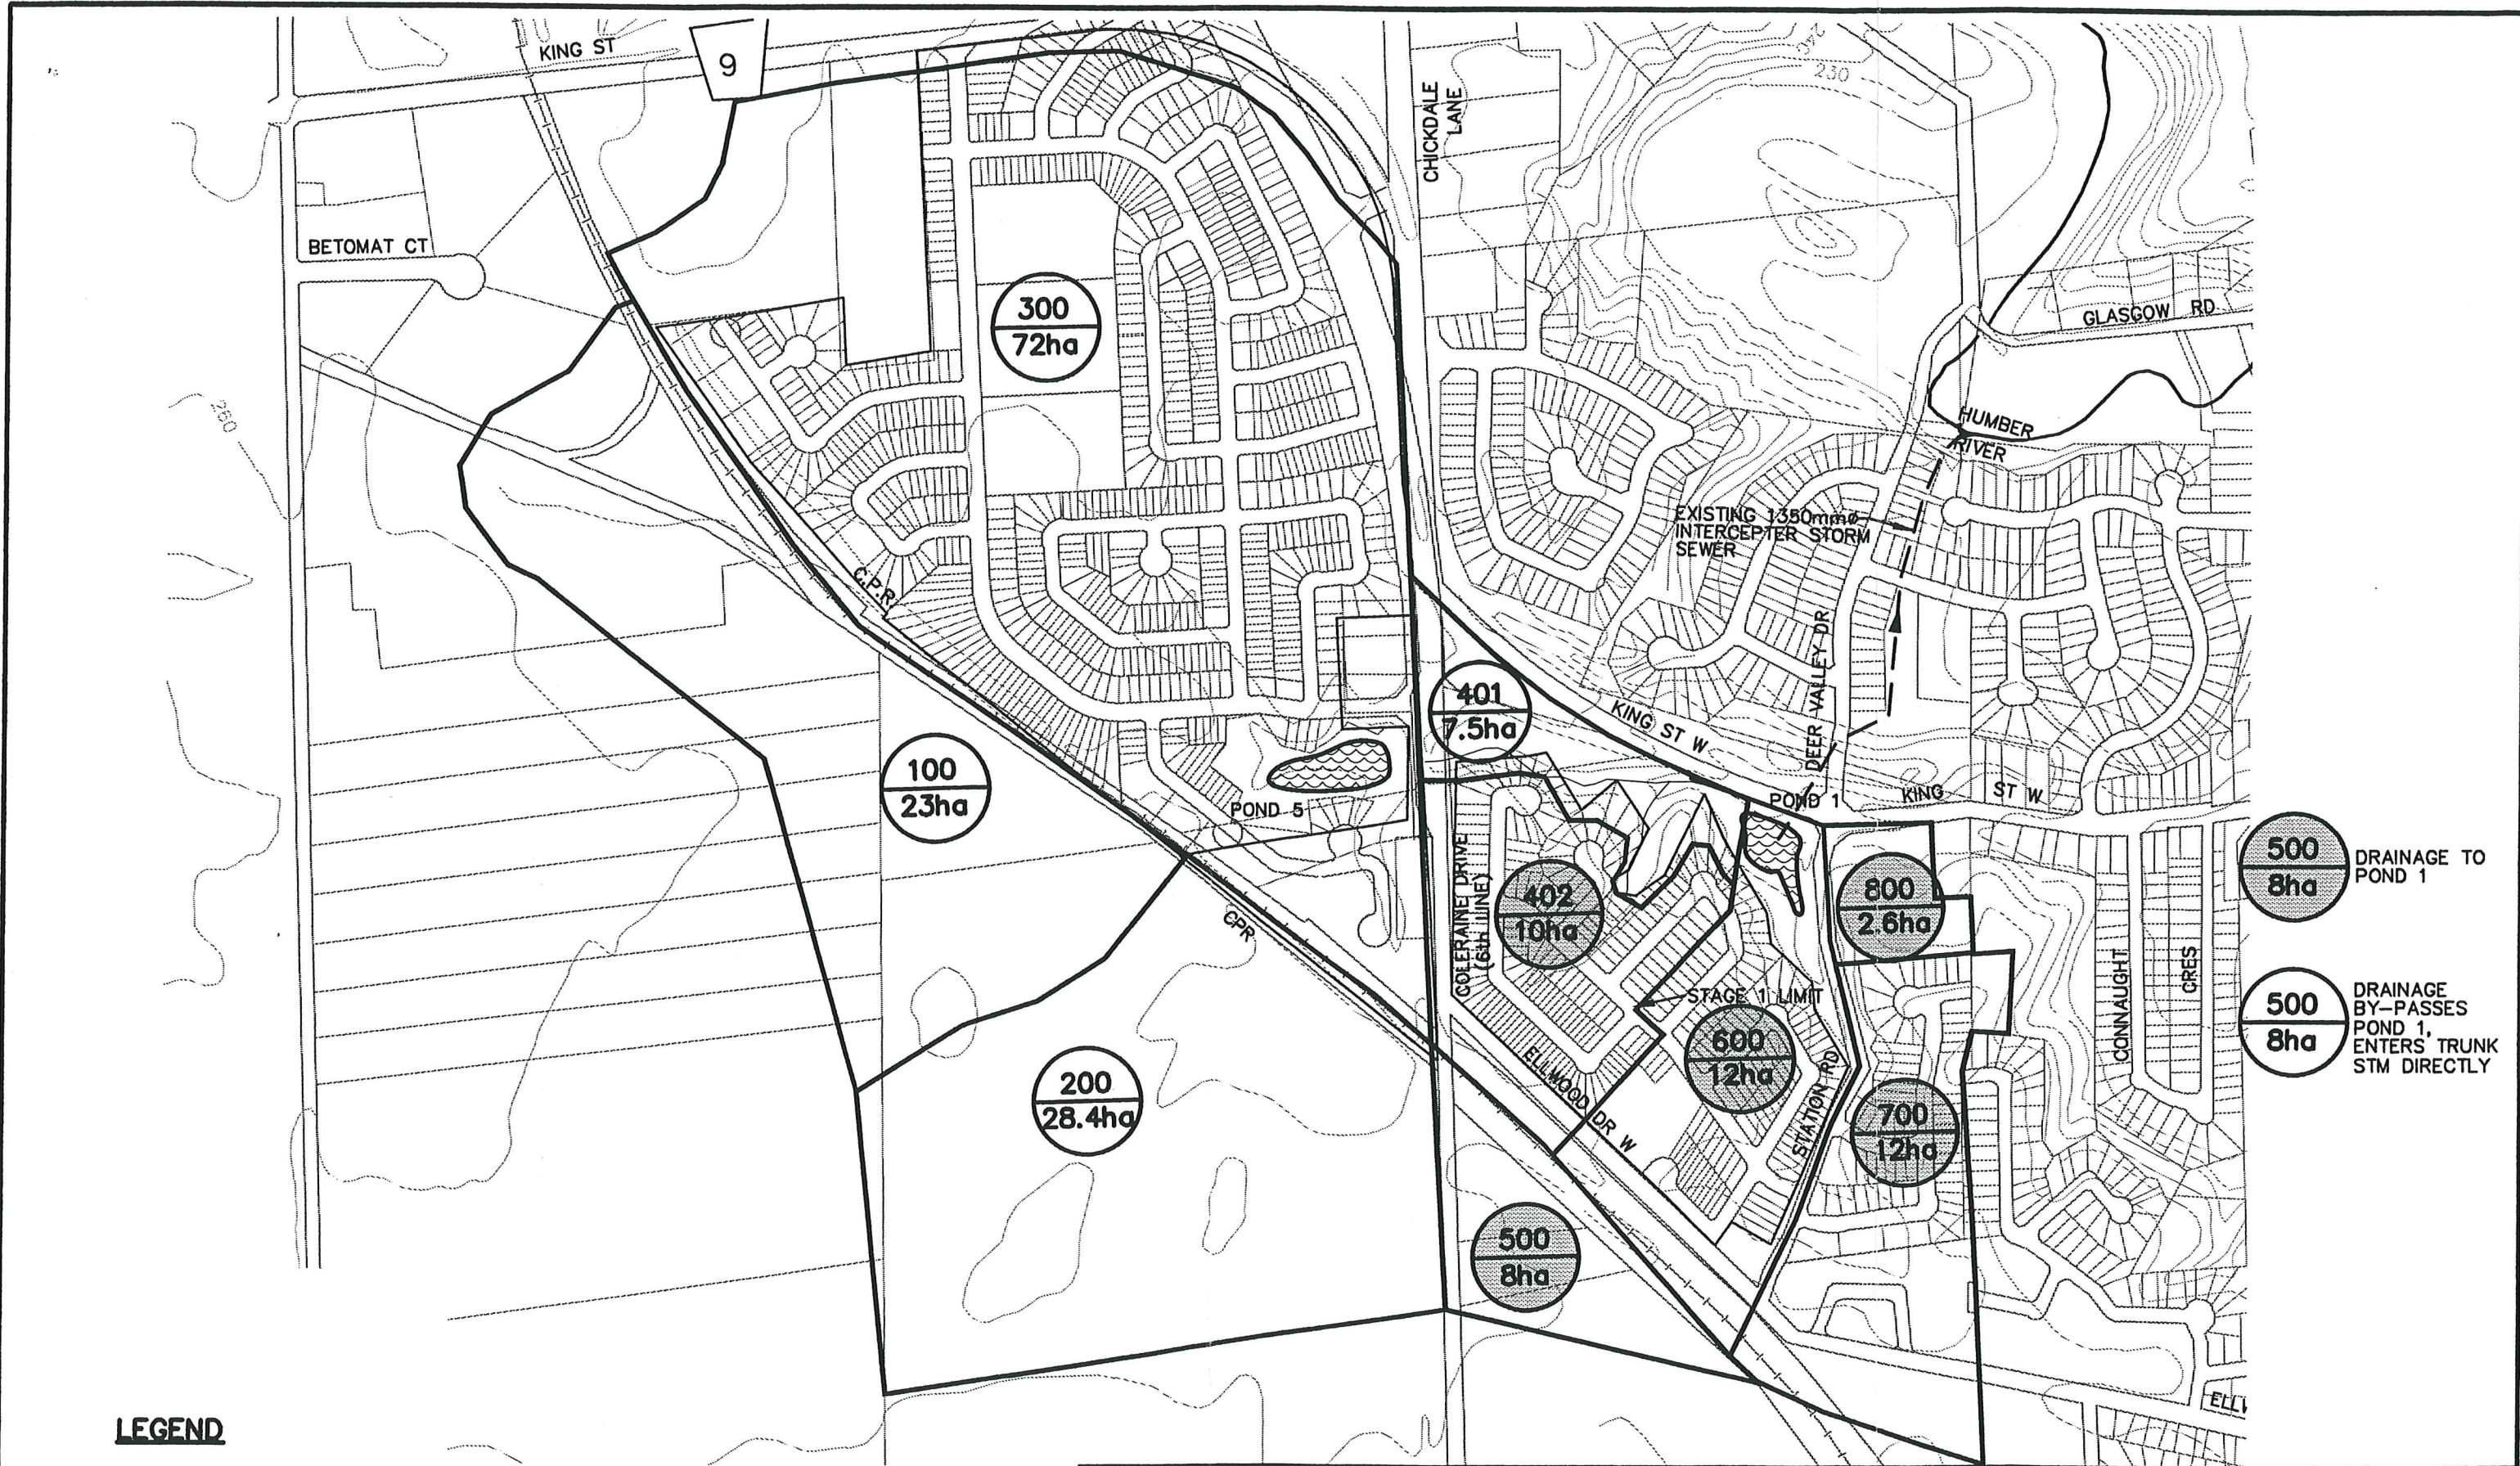 KING ST
9
CHICKDALE
LANE
240
230
BETOMAT CT
GLASGOW RD
300
72ha
260
HUMBER
RIVER
EXISTING 1350mmø
INTERCEPTER STORM
SEWER
C.P.R
DEER VALLEY DR
401
7.5ha
KING ST W
100
23ha
POND 5
POND 1
KING ST W
COLERAINE DRIVE
(6th LINE)
402
10ha
800
2.6ha
500
8ha
DRAINAGE TO
POND 1
CPR
CONNAUGHT
CRES
STAGE 1 LIMIT
500
8ha
DRAINAGE
BY-PASSES
POND 1,
ENTERS TRUNK
STM DIRECTLY
600
12ha
ELLWOOD DR W
STATION RD
200
28.4ha
700
12ha
500
8ha
LEGEND